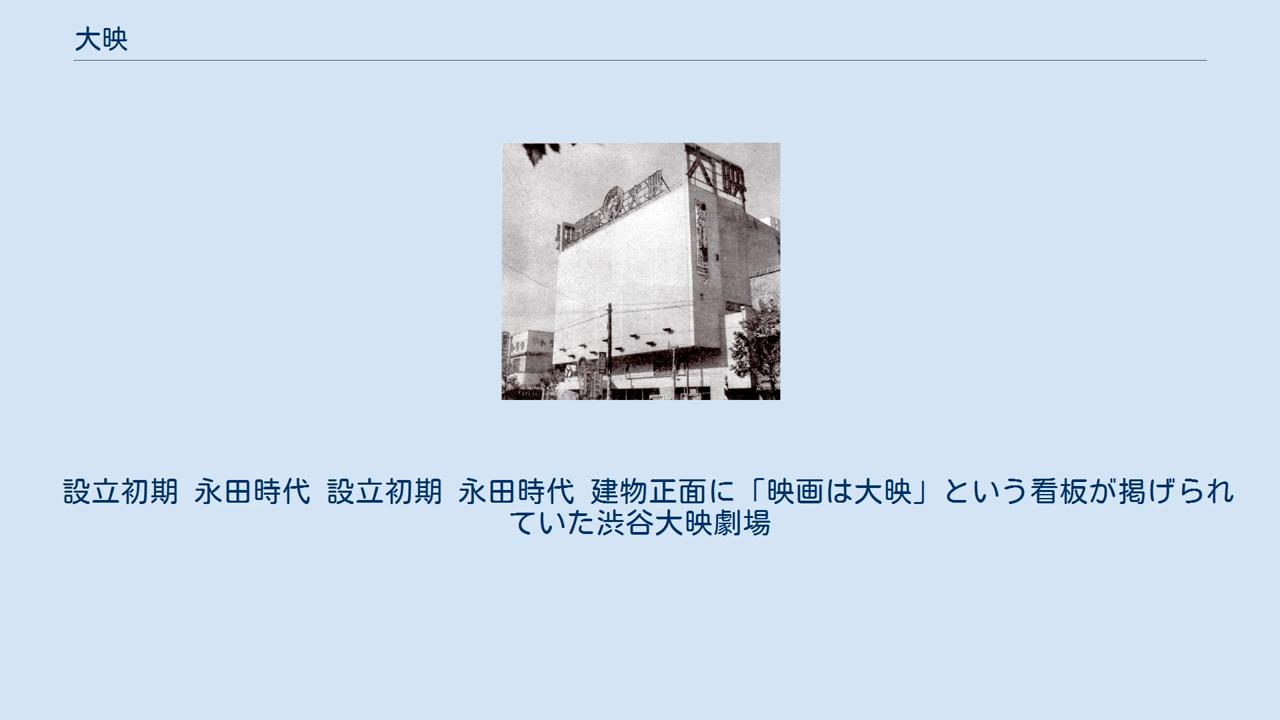 大映
大映
設立初期 永田時代 設立初期 永田時代 建物正面に「映画は大映」という看板が掲げられ
ていた渋谷大映劇場